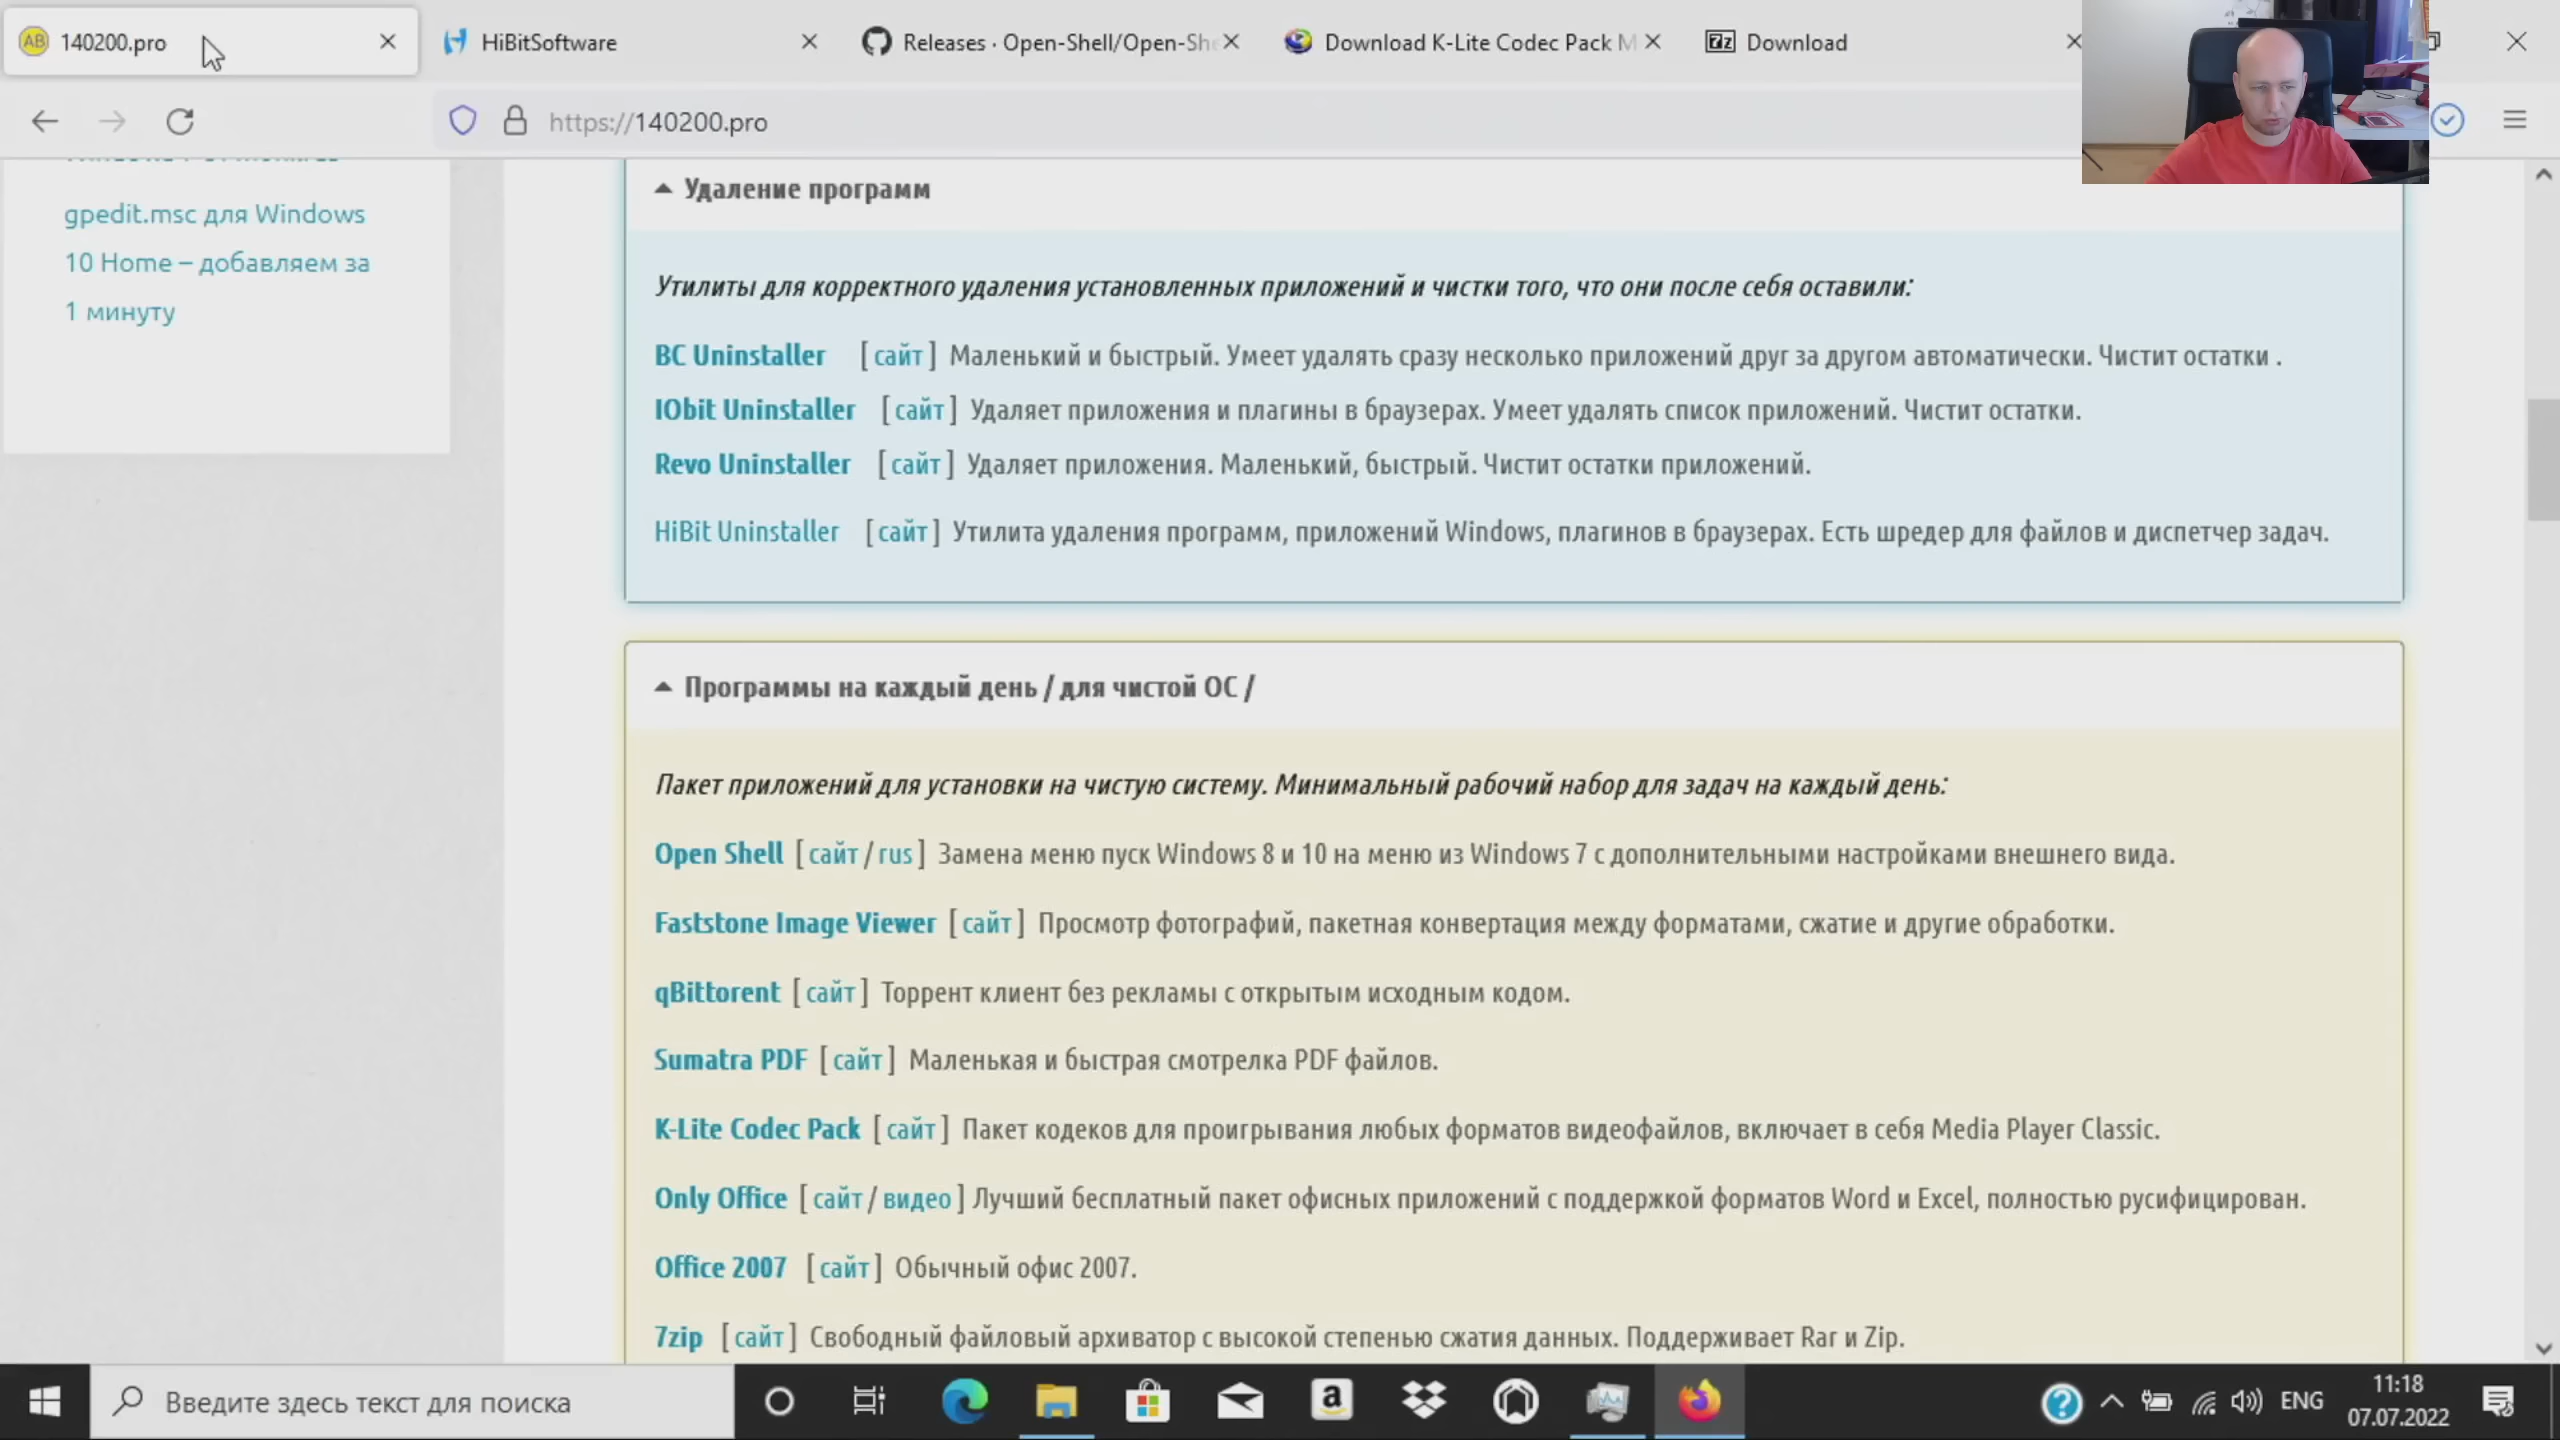 140200.pro
HiBitSoftware
Releases · Open-Shell/Open-She
Download K-Lite Codec Pack M
7z Download
https://140200.pro
gpedit.msc для Windows
10 Home – добавляем за
1 минуту
Удаление программ
Утилиты для корректного удаления установленных приложений и чистки того, что они после себя оставили:
BC Uninstaller [ сайт ] Маленький и быстрый. Умеет удалять сразу несколько приложений друг за другом автоматически. Чистит остатки .
IObit Uninstaller [ сайт ] Удаляет приложения и плагины в браузерах. Умеет удалять список приложений. Чистит остатки.
Revo Uninstaller [ сайт ] Удаляет приложения. Маленький, быстрый. Чистит остатки приложений.
HiBit Uninstaller [ сайт ] Утилита удаления программ, приложений Windows, плагинов в браузерах. Есть шредер для файлов и диспетчер задач.
Программы на каждый день / для чистой ОС /
Пакет приложений для установки на чистую систему. Минимальный рабочий набор для задач на каждый день:
Open Shell [ сайт / rus ] Замена меню пуск Windows 8 и 10 на меню из Windows 7 с дополнительными настройками внешнего вида.
Faststone Image Viewer [ сайт ] Просмотр фотографий, пакетная конвертация между форматами, сжатие и другие обработки.
qBittorent [ сайт ] Торрент клиент без рекламы с открытым исходным кодом.
Sumatra PDF [ сайт ] Маленькая и быстрая смотрелка PDF файлов.
K-Lite Codec Pack [ сайт ] Пакет кодеков для проигрывания любых форматов видеофайлов, включает в себя Media Player Classic.
Only Office [ сайт / видео ] Лучший бесплатный пакет офисных приложений с поддержкой форматов Word и Excel, полностью русифицирован.
Office 2007 [ сайт ] Обычный офис 2007.
7zip [ сайт ] Свободный файловый архиватор с высокой степенью сжатия данных. Поддерживает Rar и Zip.
Введите здесь текст для поиска
ENG
11:18
07.07.2022